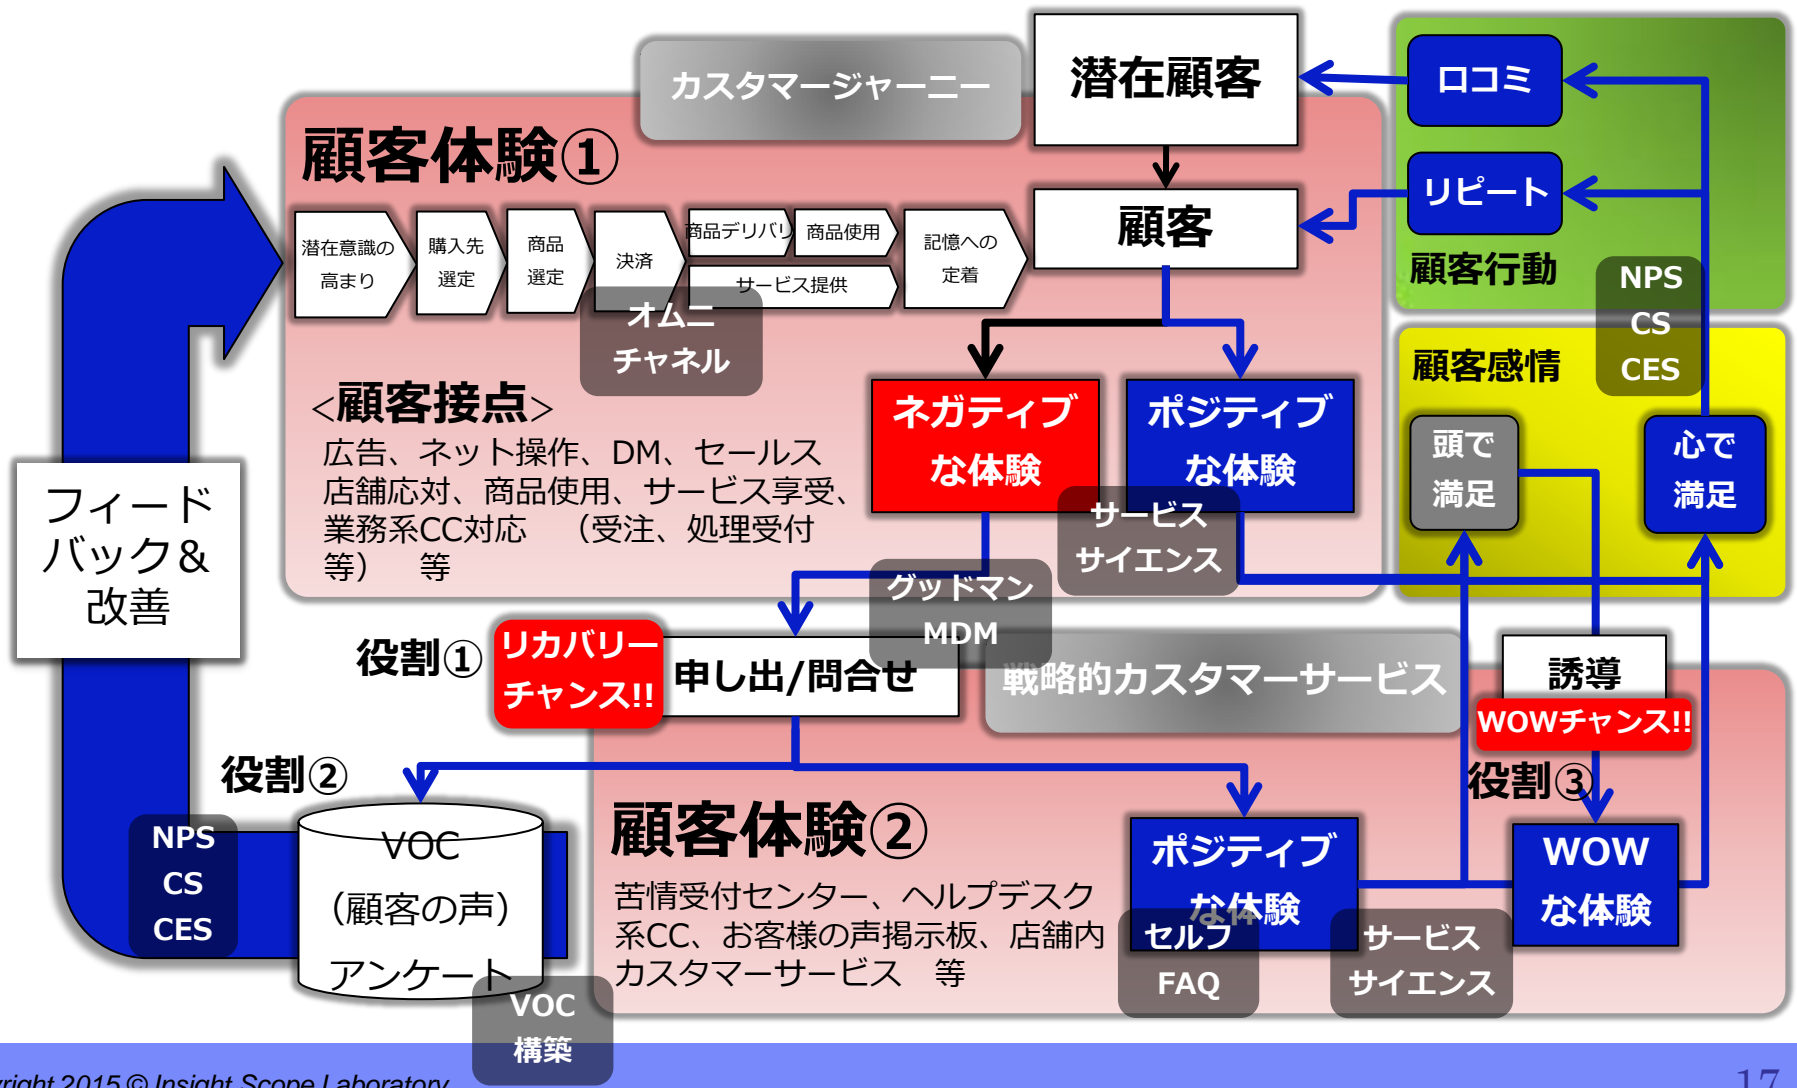 カスタマージャーニー
潜在顧客
口コミ
顧客体験①
リピート
顧客
顧客行動
潜在意識の
高まり
購入先
選定
商品
選定
決済
商品デリバリ
商品使用
サービス提供
記憶への
定着
オムニ
チャネル
NPS
CS
CES
顧客感情
<顧客接点>
広告、ネット操作、DM、セールス
店舗応対、商品使用、サービス享受、
業務系CC対応　（受注、処理受付
等）　等
ネガティブ
な体験
ポジティブ
な体験
頭で
満足
心で
満足
サービス
サイエンス
フィード
バック＆
改善
グッドマン
MDM
役割①
リカバリー
チャンス!!
申し出/問合せ
戦略的カスタマーサービス
誘導
WOWチャンス!!
役割②
役割③
顧客体験②
苦情受付センター、ヘルプデスク
系CC、お客様の声掲示板、店舗内
カスタマーサービス　等
ポジティブ
な体験
WOW
な体験
NPS
CS
CES
VOC
（顧客の声）
アンケート
セルフ
FAQ
サービス
サイエンス
VOC
構築
yright 2015 © Insight Scope Laboratory
17